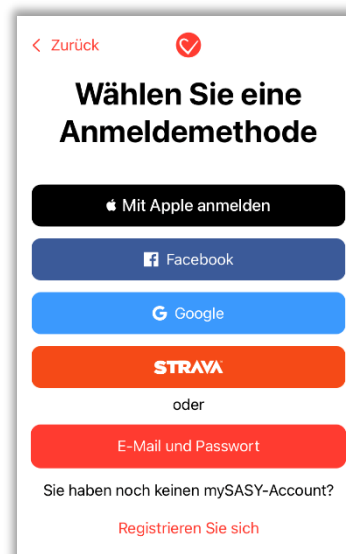 Zurück
Wählen Sie eine
Anmeldemethode
Mit Apple anmelden
Facebook
Google
STRAVA
oder
E-Mail und Passwort
Sie haben noch keinen mySASY-Account?
Registrieren Sie sich